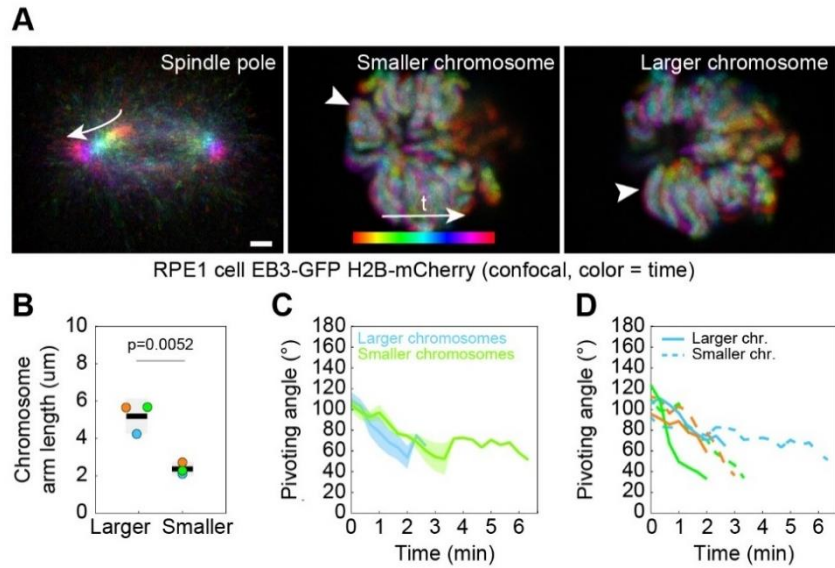 A
Spindle pole
Smaller chromosome
Larger chromosome
t
RPE1 cell EB3-GFP H2B-mCherry (confocal, color = time)
B
Chromosome
arm length (um)
10
8
6
4
2
0
p=0.0052
Larger
Smaller
C
Pivoting angle (°)
180
160
140
120
100
80
60
40
20
0
Larger chromosomes
Smaller chromosomes
0
1
2
3
4
5
6
Time (min)
D
Pivoting angle (°)
180
160
140
120
100
80
60
40
20
0
Larger chr.
Smaller chr.
0
1
2
3
4
5
6
Time (min)